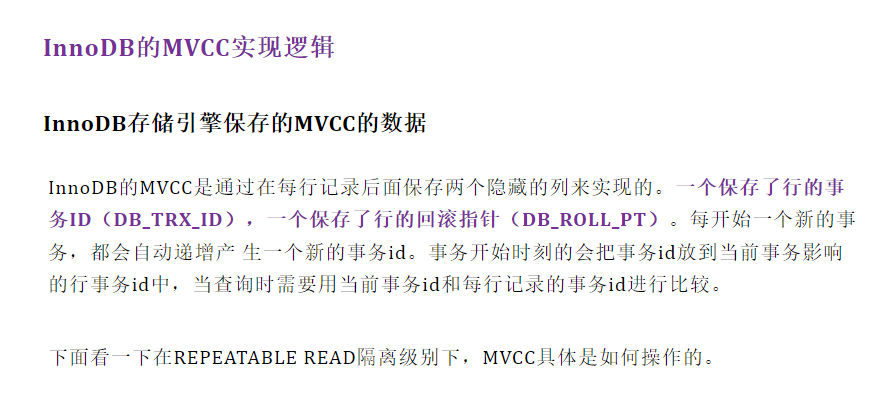 InnoDB的MVCC实现逻辑
InnoDB存储引擎保存的MVCC的数据
InnoDB的MVCC是通过在每行记录后面保存两个隐藏的列来实现的。一个保存了行的事
务ID（DB_TRX_ID），一个保存了行的回滚指针（DB_ROLL_PT）。每开始一个新的事
务，都会自动递增产 生一个新的事务id。事务开始时刻的会把事务id放到当前事务影响
的行事务id中，当查询时需要用当前事务id和每行记录的事务id进行比较。
下面看一下在REPEATABLE READ隔离级别下，MVCC具体是如何操作的。